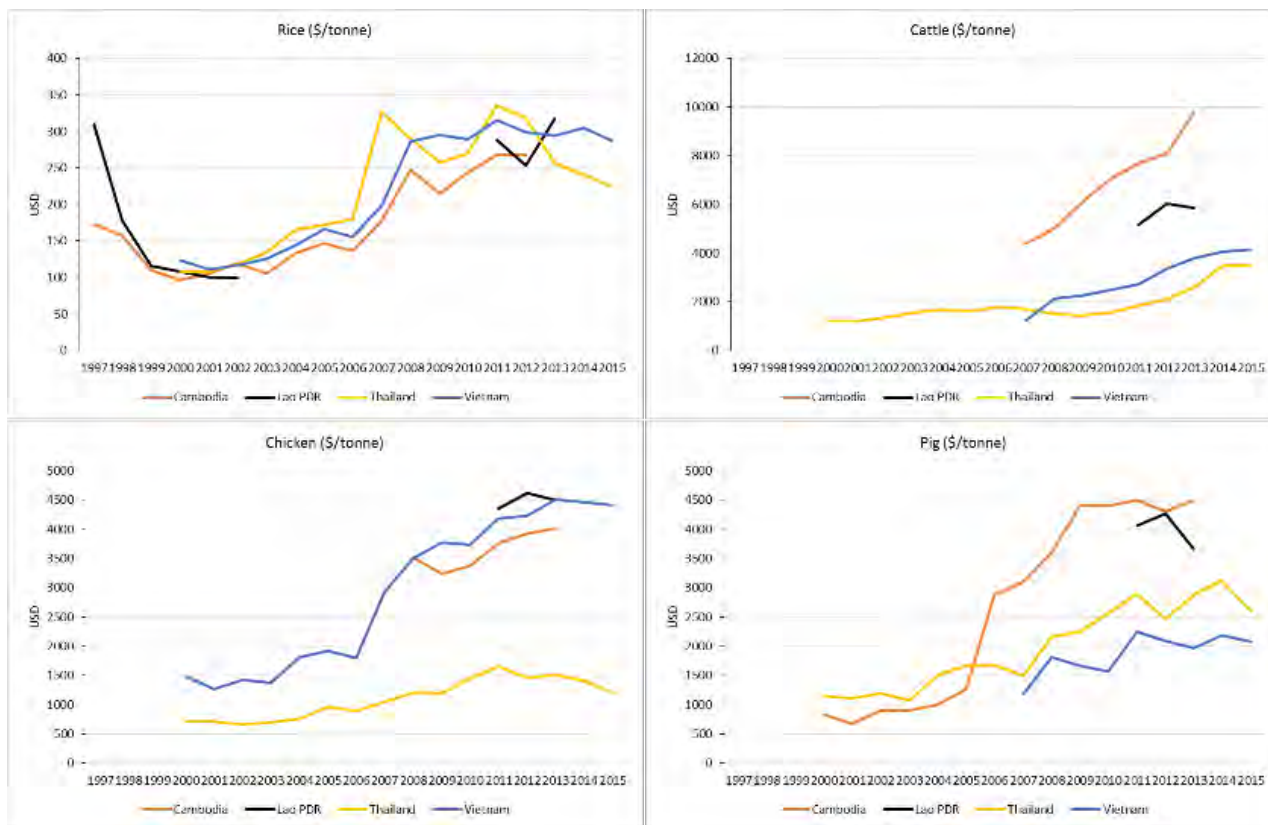 Rice ($/tonne)
400
350
300
250
200
150
100
50
0
USD
1997 1998 1999 2000 2001 2002 2003 2004 2005 2006 2007 2008 2009 2010 2011 2012 2013 2014 2015
Cambodia Lao PDR Thailand Vietnam
Cattle ($/tonne)
12000
10000
8000
6000
4000
2000
0
USD
1997 1998 1999 2000 2001 2002 2003 2004 2005 2006 2007 2008 2009 2010 2011 2012 2013 2014 2015
Cambodia Lao PDR Thailand Vietnam
Chicken ($/tonne)
5000
4500
4000
3500
3000
2500
2000
1500
1000
500
0
USD
1997 1998 1999 2000 2001 2002 2003 2004 2005 2006 2007 2008 2009 2010 2011 2012 2013 2014 2015
Cambodia Lao PDR Thailand Vietnam
Pig ($/tonne)
5000
4500
4000
3500
3000
2500
2000
1500
1000
500
0
USD
1997 1998 1999 2000 2001 2002 2003 2004 2005 2006 2007 2008 2009 2010 2011 2012 2013 2014 2015
Cambodia Lao PDR Thailand Vietnam